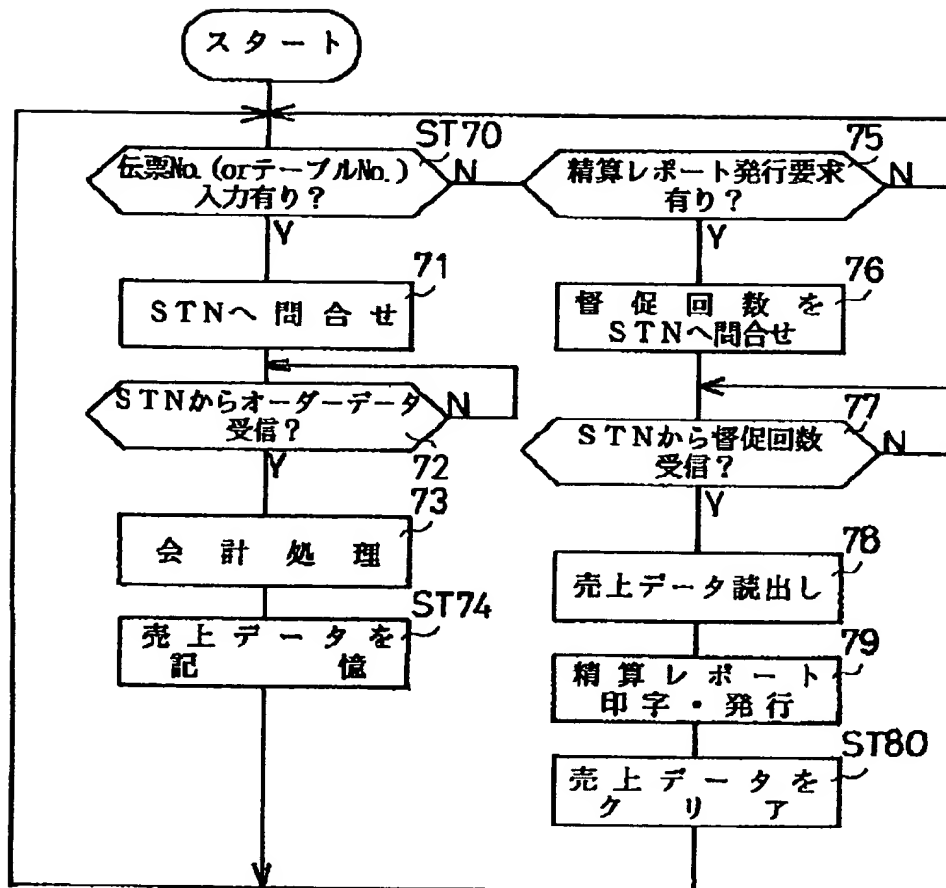 スタート
ST70
伝票No.(orテーブルNo.)
入力有り?
N
Y
71
STNへ問合せ
STNからオーダーデータ
受信?
N
72
Y
73
会計処理
ST74
売上データを
記憶
75
精算レポート発行要求
有り?
N
Y
76
督促回数を
STNへ問合せ
77
STNから督促回数
受信?
N
Y
78
売上データ読出し
79
精算レポート
印字・発行
ST80
売上データを
クリア